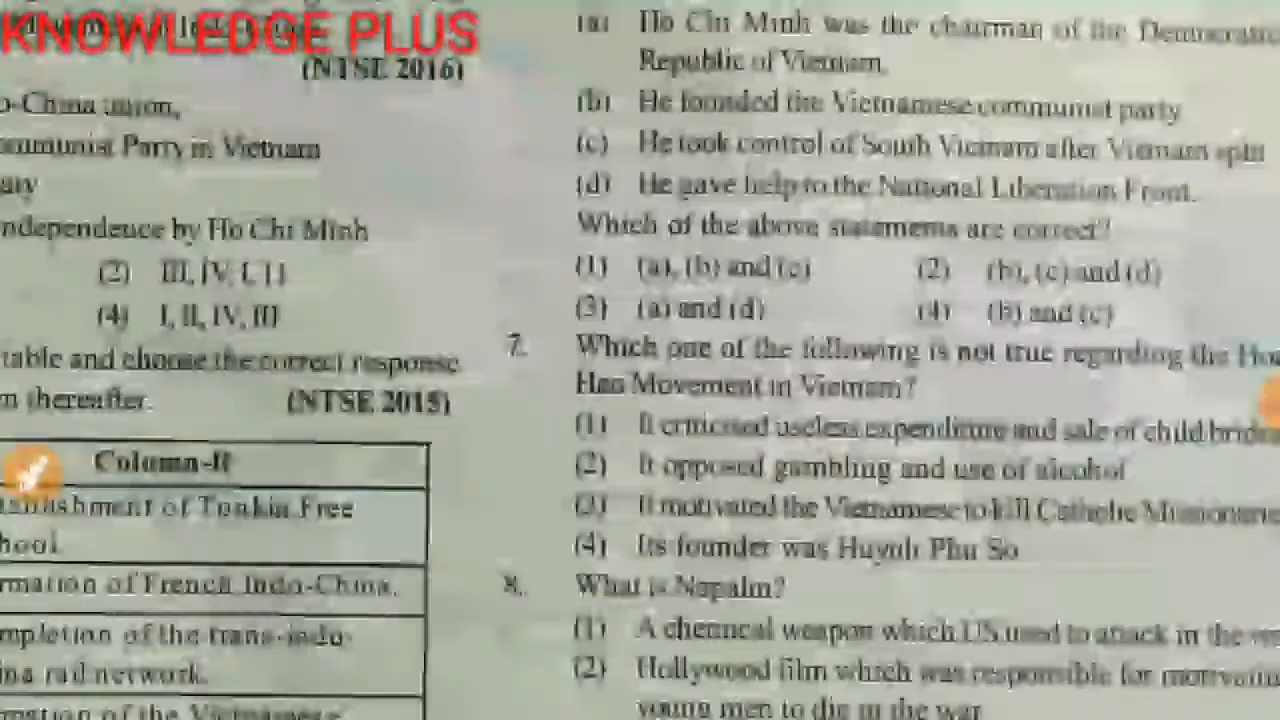 KNOWLEDGE PLUS
(NTSE 2016)
o-China union,
ommunist Party in Vietnam
ndependence by Ho Chi Minh
(2) III, IV, I, II
(4) I, II, IV, III
table and choose the correct response
n thereafter. (NTSE 2015)
Column-II
tablishment of Tonkin Free
hool.
rmation of French Indo-China.
mpletion of the trans-indo-
ina rail network.
rmation of the Vietnamese
(a) Ho Chi Minh was the chairman of the Democratic
Republic of Vietnam.
(b) He founded the Vietnamese communist party
(c) He took control of South Vietnam after Vietnam split
(d) He gave help to the National Liberation Front.
Which of the above statements are correct?
(1) (a), (b) and (c) (2) (b), (c) and (d)
(3) (a) and (d) (4) (b) and (c)
7. Which one of the following is not true regarding the Hoa
Hao Movement in Vietnam?
(1) It criticised useless expenditure and sale of child brides
(2) It opposed gambling and use of alcohol
(3) It motivated the Vietnamese to kill Catholic Missionarie
(4) Its founder was Huynh Phu So
8. What is Napalm?
(1) A chemical weapon which US used to attack in the
(2) Hollywood film which was responsible for motivatin
young men to die in the war